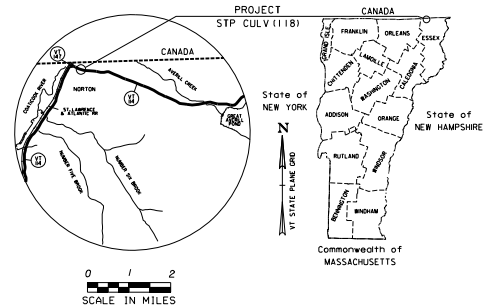 PROJECT
STP CULV(118)
CANADA
VT
147
CANADA
NORTON
COATICOOK RIVER
AVERILL CREEK
VT
114
ST. LAWRENCE
& ATLANTIC RR
GREAT
POND
VT
114
NUMBER FIVE BROOK
NUMBER SIX BROOK
0 1 2
SCALE IN MILES
GRAND ISLE
FRANKLIN
ORLEANS
ESSEX
LAMOILLE
CHITTENDEN
CALEDONIA
WASHINGTON
State of
NEW YORK
ADDISON
ORANGE
State of
NEW HAMPSHIRE
N
VT STATE PLANE GRID
RUTLAND
WINDSOR
BENNINGTON
WINDHAM
Commonwealth of
MASSACHUSETTS